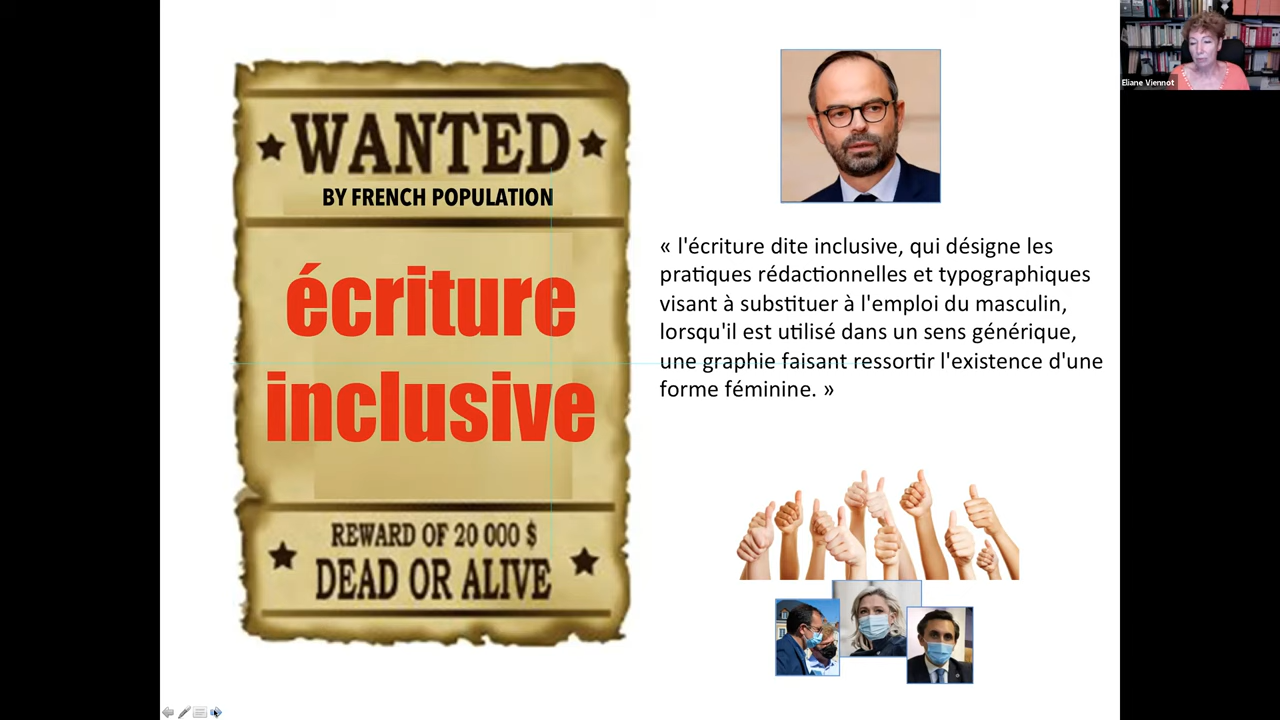 WANTED
BY FRENCH POPULATION
écriture
inclusive
REWARD OF 20 000 $
DEAD OR ALIVE
« l'écriture dite inclusive, qui désigne les
pratiques rédactionnelles et typographiques
visant à substituer à l'emploi du masculin,
lorsqu'il est utilisé dans un sens générique,
une graphie faisant ressortir l'existence d'une
forme féminine. »
Eliane Viennot